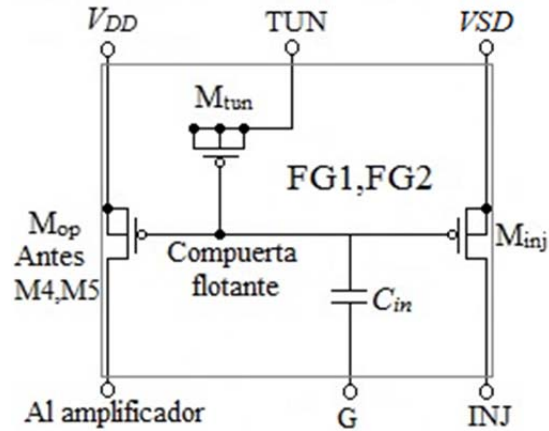 VDD
TUN
VSD
Mtun
FG1,FG2
Mop
Antes
M4,M5
Compuerta
flotante
Minj
Cin
Al amplificador
G
INJ